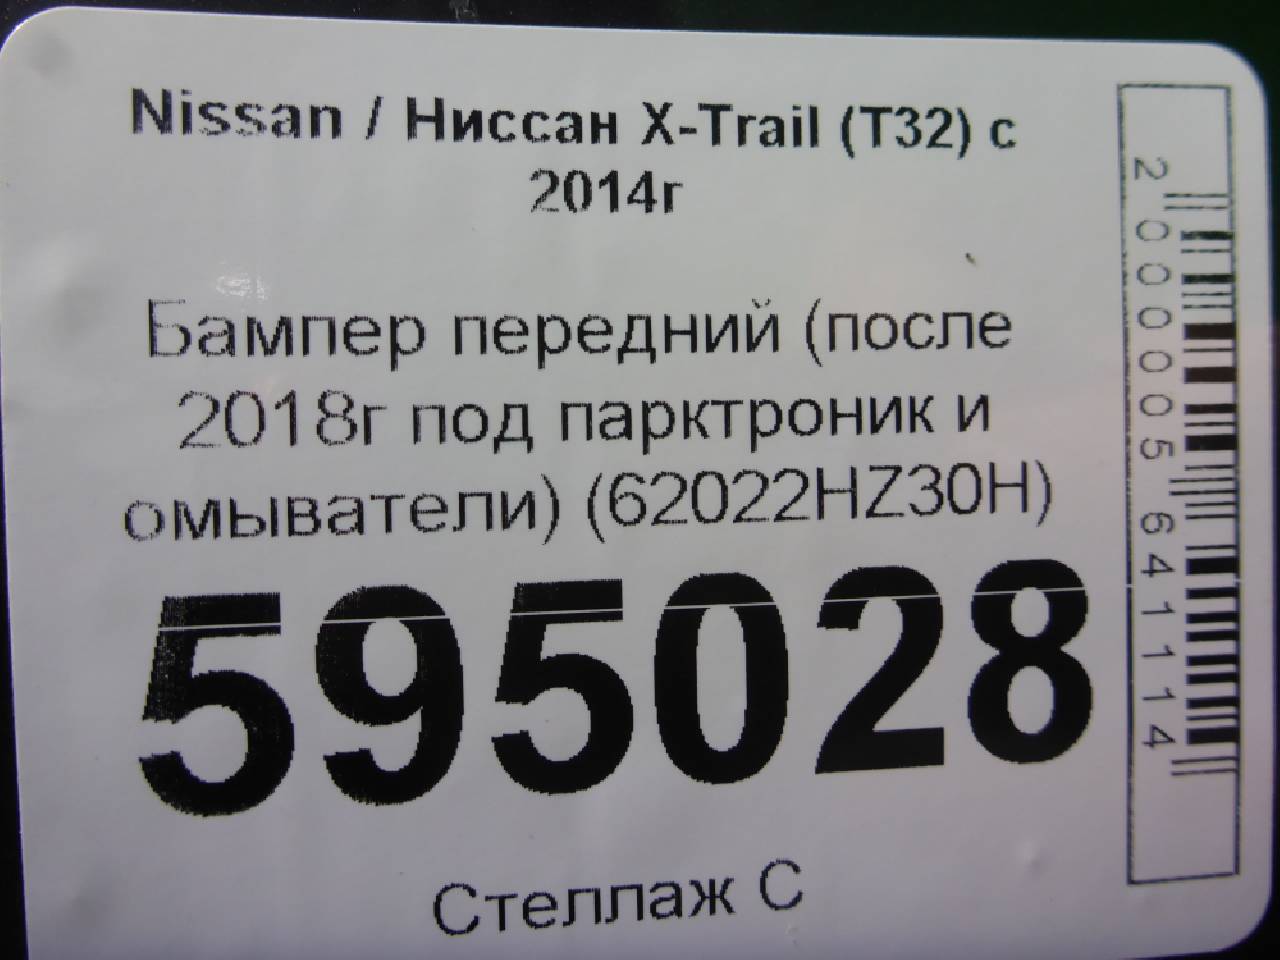 Nissan / Ниссан X-Trail (T32) с
2014г
Бампер передний (после
2018г под парктроник и
омыватели) (62022HZ30H)
595028
Стеллаж С
2000005641114